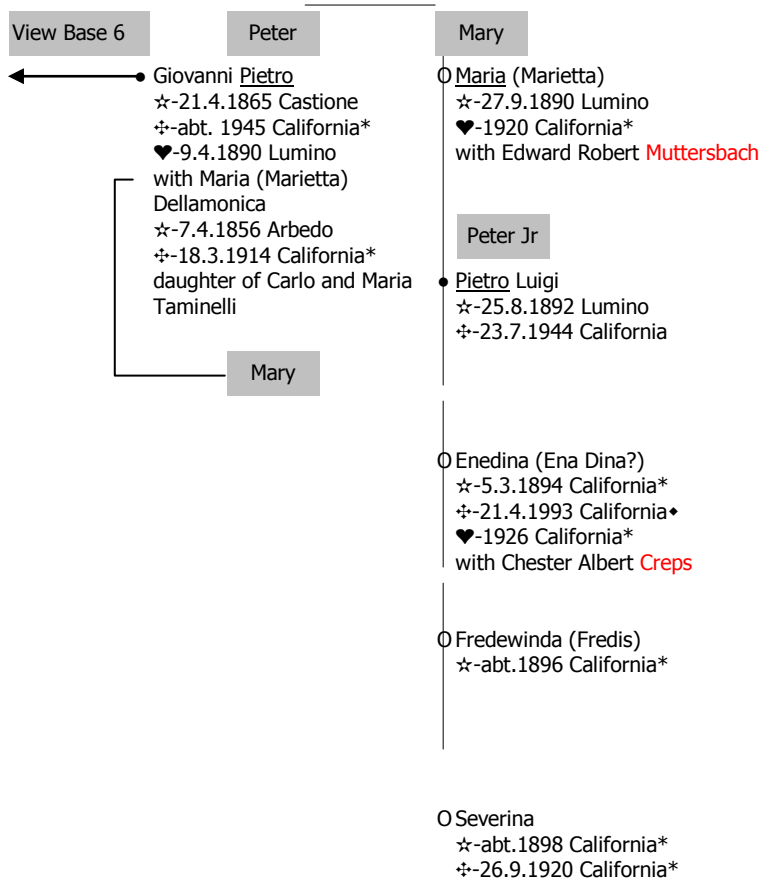 View Base 6
Peter
Mary
Giovanni Pietro
☆-21.4.1865 Castione
✣-abt. 1945 California*
♥-9.4.1890 Lumino
with Maria (Marietta)
Dellamonica
☆-7.4.1856 Arbedo
✣-18.3.1914 California*
daughter of Carlo and Maria
Taminelli
Mary
O Maria (Marietta)
☆-27.9.1890 Lumino
♥-1920 California*
with Edward Robert Muttersbach
Peter Jr
Pietro Luigi
☆-25.8.1892 Lumino
✣-23.7.1944 California
O Enedina (Ena Dina?)
☆-5.3.1894 California*
✣-21.4.1993 California◆
♥-1926 California*
with Chester Albert Creps
O Fredewinda (Fredis)
☆-abt.1896 California*
O Severina
☆-abt.1898 California*
✣-26.9.1920 California*